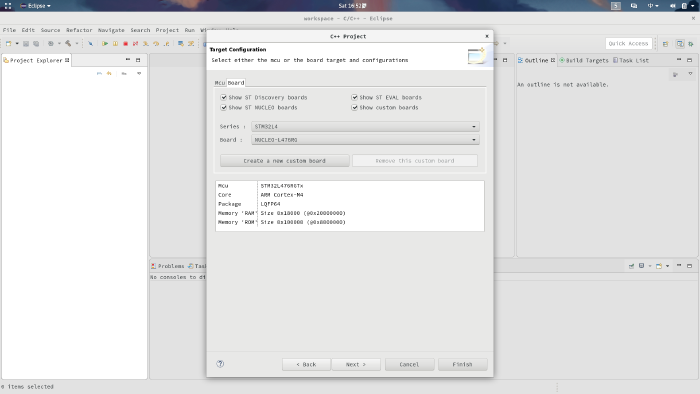 Eclipse
Sat 16:52
workspace - C/C++ - Eclipse
File Edit Source Refactor Navigate Search Project Run
Quick Access
Project Explorer
Outline Build Targets Task List
An outline is not available.
C++ Project
Target Configuration
Select either the mcu or the board target and configurations
Mcu Board
Show ST Discovery boards
Show ST EVAL boards
Show ST NUCLEO boards
Show custom boards
Series : STM32L4
Board : NUCLEO-L476RG
Create a new custom board
Remove this custom board
Mcu STM32L476RGTx
Core ARM Cortex-M4
Package LQFP64
Memory 'RAM' Size 0x18000 (@0x20000000)
Memory 'ROM' Size 0x100000 (@0x8000000)
Problems Task
No consoles to di
? < Back Next > Cancel Finish
0 items selected